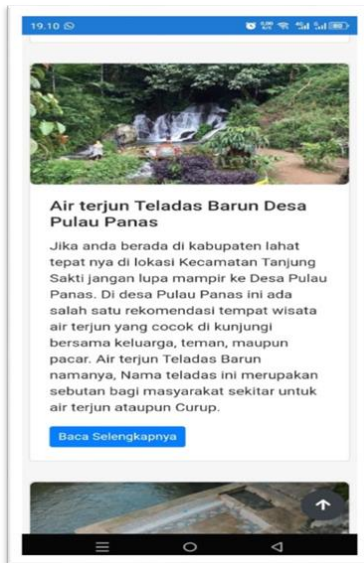 19.10
Air terjun Teladas Barun Desa
Pulau Panas
Jika anda berada di kabupaten lahat
tepat nya di lokasi Kecamatan Tanjung
Sakti jangan lupa mampir ke Desa Pulau
Panas. Di desa Pulau Panas ini ada
salah satu rekomendasi tempat wisata
air terjun yang cocok di kunjungi
bersama keluarga, teman, maupun
pacar. Air terjun Teladas Barun
namanya, Nama teladas ini merupakan
sebutan bagi masyarakat sekitar untuk
air terjun ataupun Curup.
Baca Selengkapnya